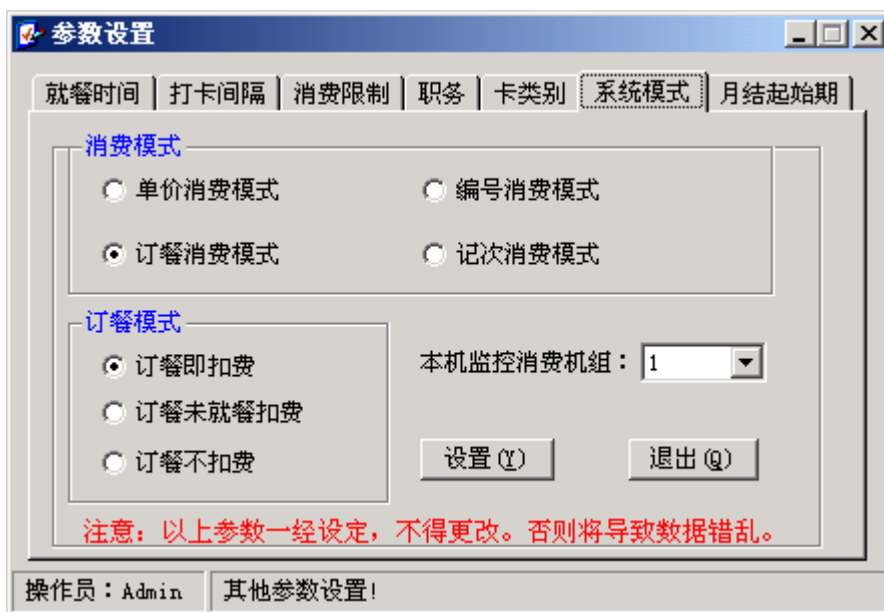 参数设置
就餐时间 打卡间隔 消费限制 职务 卡类别 系统模式 月结起始期
消费模式
单价消费模式 编号消费模式
订餐消费模式 记次消费模式
订餐模式
订餐即扣费
本机监控消费机组：1
订餐未就餐扣费
订餐不扣费
设置(Y) 退出(Q)
注意：以上参数一经设定，不得更改。否则将导致数据错乱。
操作员：Admin 其他参数设置!